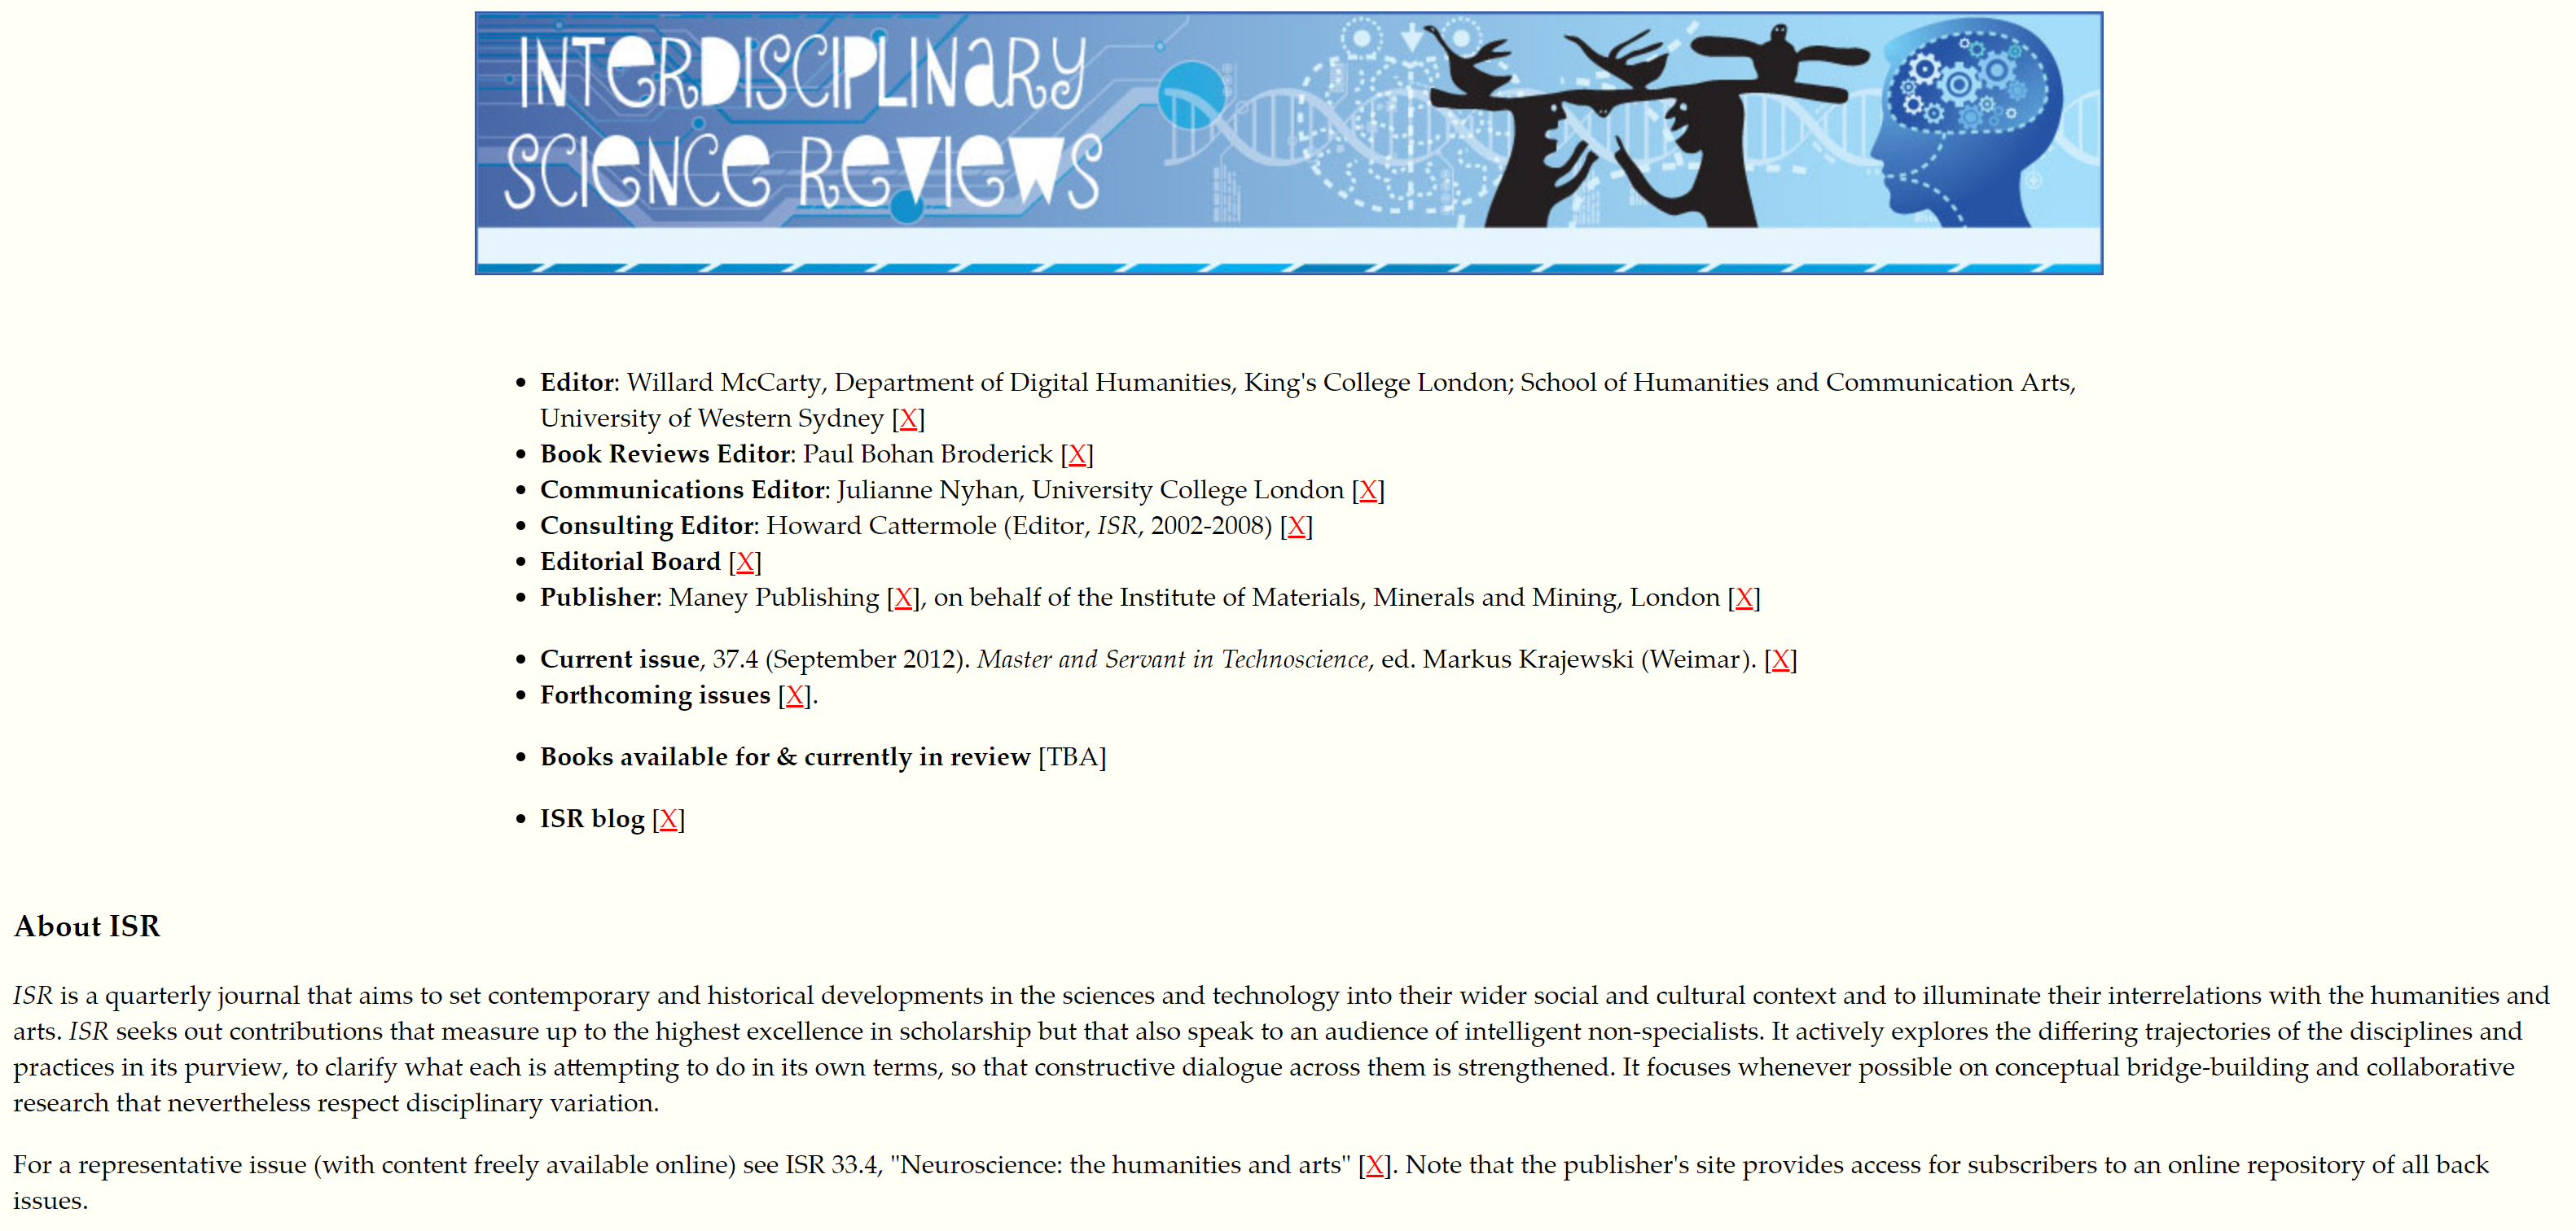 INTERDISCIPLINARY
SCIENCE REVIEWS
• Editor: Willard McCarty, Department of Digital Humanities, King's College London; School of Humanities and Communication Arts,
University of Western Sydney [X]
• Book Reviews Editor: Paul Bohan Broderick [X]
• Communications Editor: Julianne Nyhan, University College London [X]
• Consulting Editor: Howard Cattermole (Editor, ISR, 2002-2008) [X]
• Editorial Board [X]
• Publisher: Maney Publishing [X], on behalf of the Institute of Materials, Minerals and Mining, London [X]
• Current issue, 37.4 (September 2012). Master and Servant in Technoscience, ed. Markus Krajewski (Weimar). [X]
• Forthcoming issues [X].
• Books available for & currently in review [TBA]
• ISR blog [X]
About ISR
ISR is a quarterly journal that aims to set contemporary and historical developments in the sciences and technology into their wider social and cultural context and to illuminate their interrelations with the humanities and
arts. ISR seeks out contributions that measure up to the highest excellence in scholarship but that also speak to an audience of intelligent non-specialists. It actively explores the differing trajectories of the disciplines and
practices in its purview, to clarify what each is attempting to do in its own terms, so that constructive dialogue across them is strengthened. It focuses whenever possible on conceptual bridge-building and collaborative
research that nevertheless respect disciplinary variation.
For a representative issue (with content freely available online) see ISR 33.4, "Neuroscience: the humanities and arts" [X]. Note that the publisher's site provides access for subscribers to an online repository of all back
issues.